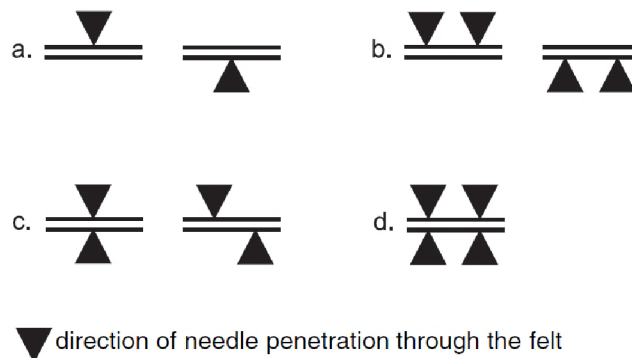 a. b.
c. d.
direction of needle penetration through the felt